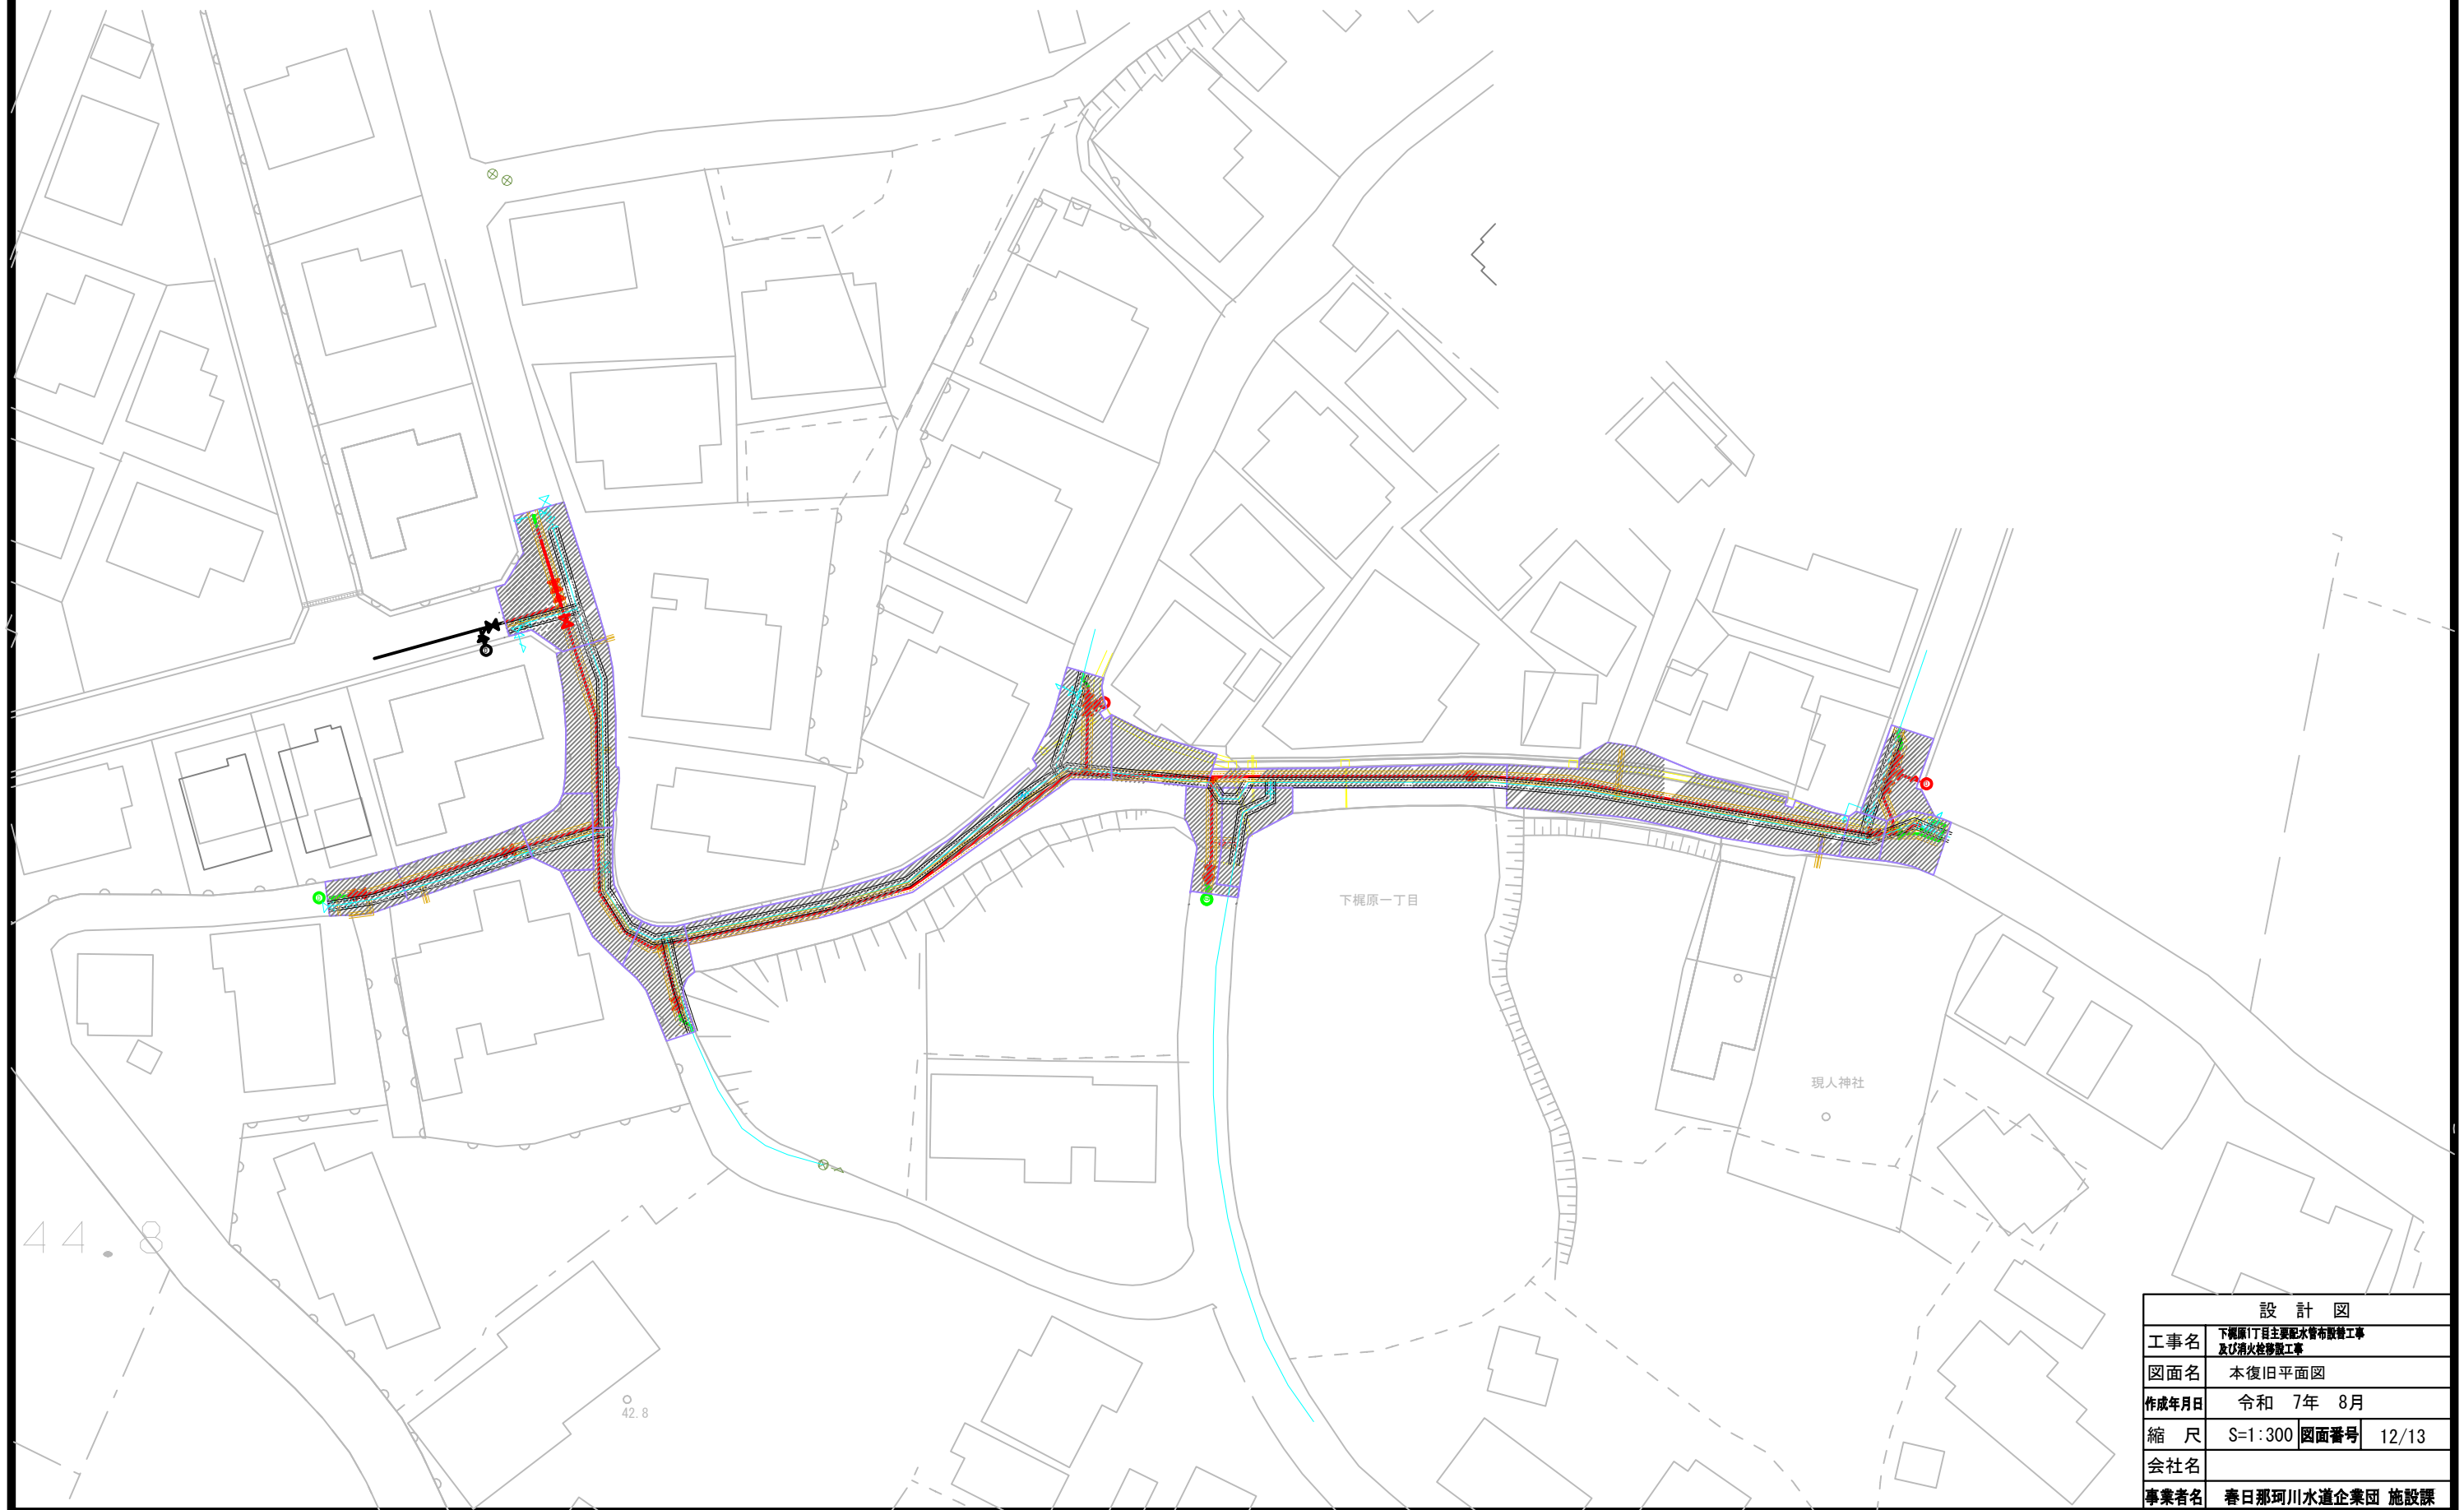 下梶原一丁目
現人神社
44.8
42.8
設計図
工事名 下梶原1丁目主要配水管布設替工事
及び消火栓移設工事
図面名 本復旧平面図
作成年月日 令和 7年 8月
縮尺 S=1:300 図面番号 12/13
会社名
事業者名 春日那珂川水道企業団 施設課